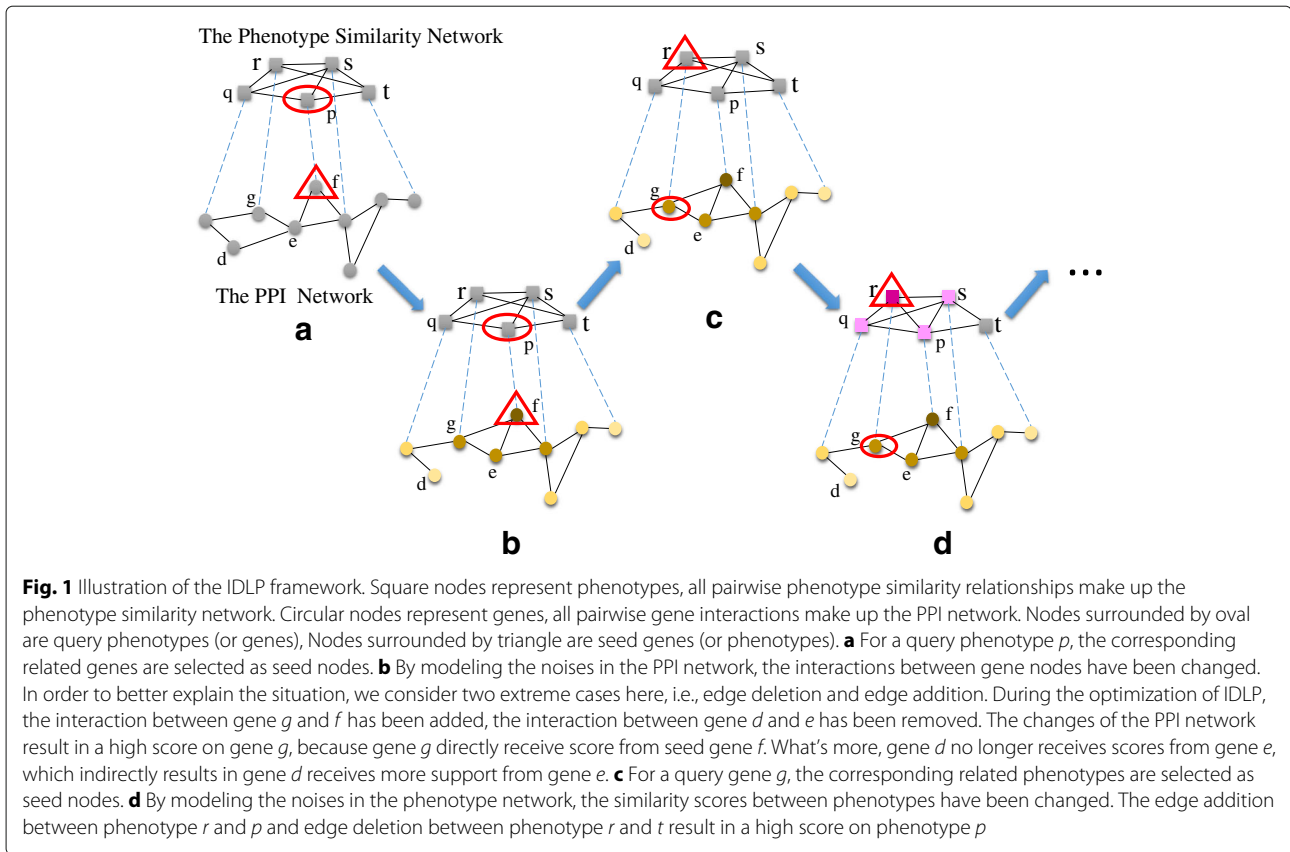 The Phenotype Similarity Network
r
s
q
t
p
f
g
e
d
The PPI Network
a
r
s
q
t
p
f
g
e
d
b
r
s
q
t
p
f
g
e
d
c
r
s
q
t
p
f
g
e
d
d
...
Fig. 1 Illustration of the IDLP framework. Square nodes represent phenotypes, all pairwise phenotype similarity relationships make up the
phenotype similarity network. Circular nodes represent genes, all pairwise gene interactions make up the PPI network. Nodes surrounded by oval
are query phenotypes (or genes), Nodes surrounded by triangle are seed genes (or phenotypes). a For a query phenotype p, the corresponding
related genes are selected as seed nodes. b By modeling the noises in the PPI network, the interactions between gene nodes have been changed.
In order to better explain the situation, we consider two extreme cases here, i.e., edge deletion and edge addition. During the optimization of IDLP,
the interaction between gene g and f has been added, the interaction between gene d and e has been removed. The changes of the PPI network
result in a high score on gene g, because gene g directly receive score from seed gene f. What's more, gene d no longer receives scores from gene e,
which indirectly results in gene d receives more support from gene e. c For a query gene g, the corresponding related phenotypes are selected as
seed nodes. d By modeling the noises in the phenotype network, the similarity scores between phenotypes have been changed. The edge addition
between phenotype r and p and edge deletion between phenotype r and t result in a high score on phenotype p